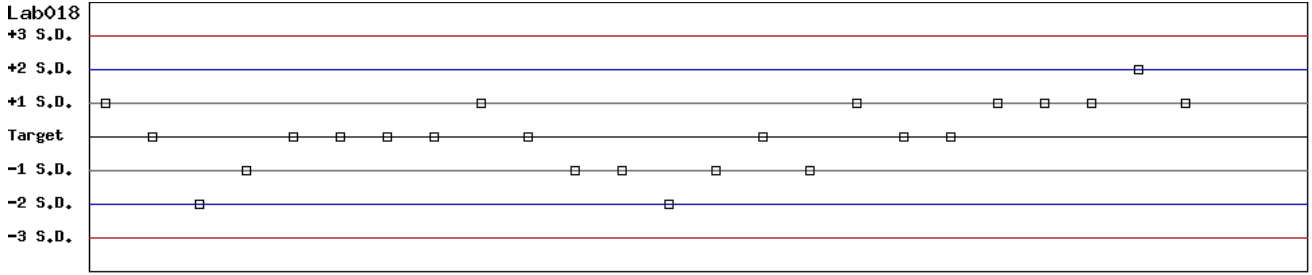 Lab018
+3 S.D.
+2 S.D.
+1 S.D.
Target
-1 S.D.
-2 S.D.
-3 S.D.